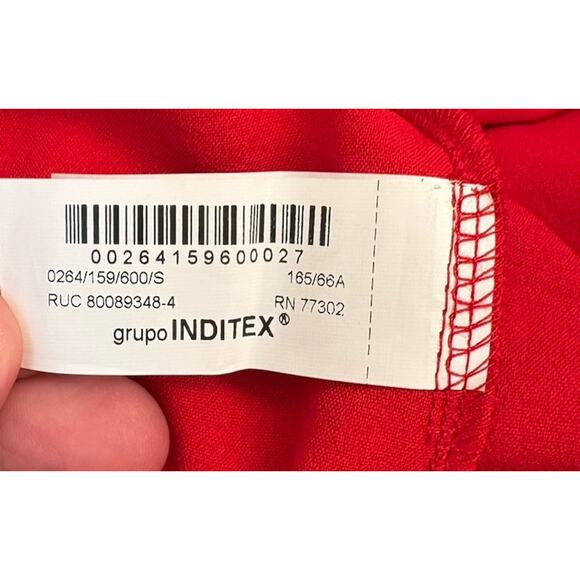 00264159600027
0264/159/600/S 165/66A
RUC 80089348-4 RN 77302
grupo INDITEX®